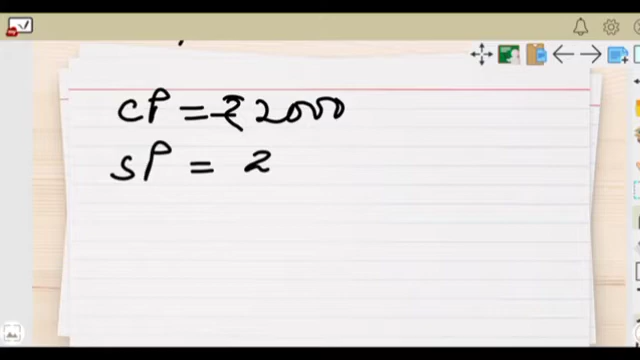 CP = ₹ 2000
SP = 2